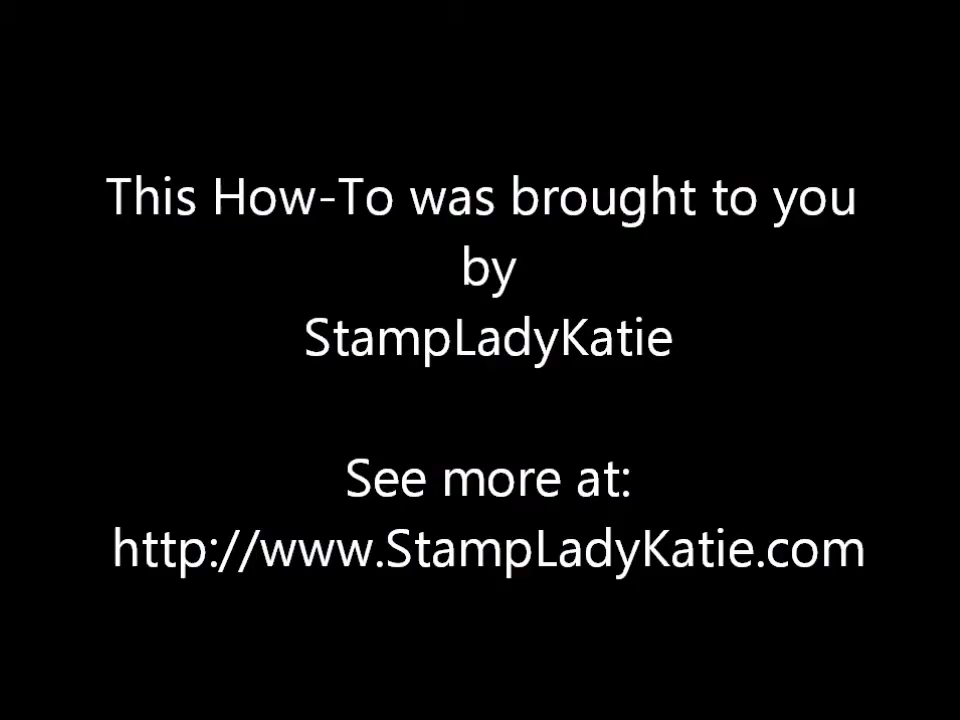 This How-To was brought to you
by
StampLadyKatie
See more at:
http://www.StampLadyKatie.com